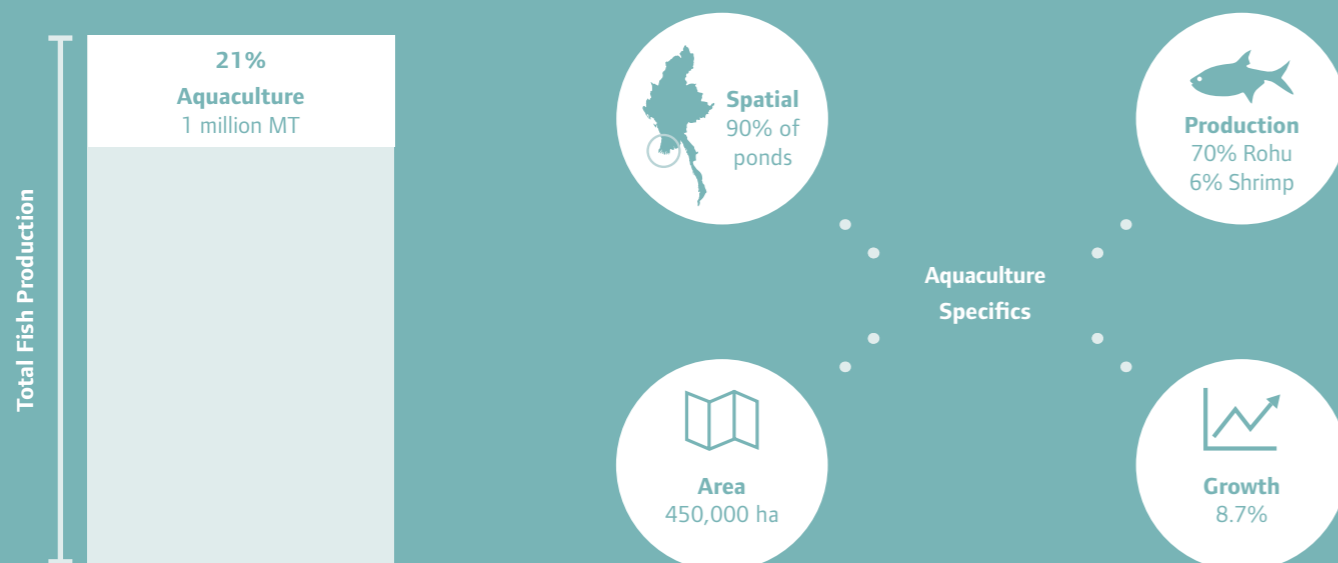 Total Fish Production
21%
Aquaculture
1 million MT
Spatial
90% of
ponds
Production
70% Rohu
6% Shrimp
Aquaculture
Specifics
Area
450,000 ha
Growth
8.7%